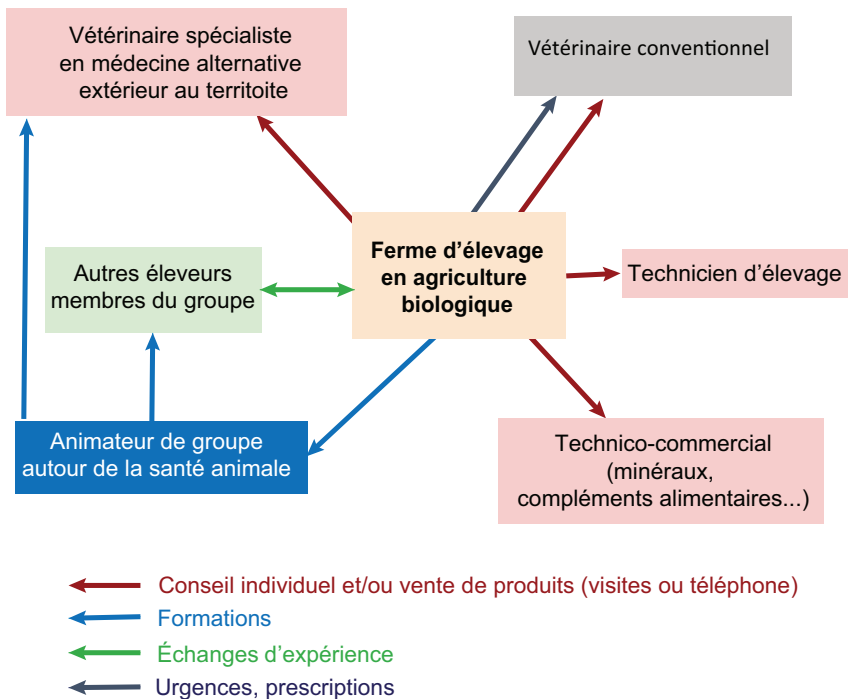 Vétérinaire spécialiste
en médecine alternative
extérieur au territoite
Vétérinaire conventionnel
Ferme d'élevage
en agriculture
biologique
Autres éleveurs
membres du groupe
Technicien d'élevage
Animateur de groupe
autour de la santé animale
Technico-commercial
(minéraux,
compléments alimentaires...)
Conseil individuel et/ou vente de produits (visites ou téléphone)
Formations
Échanges d'expérience
Urgences, prescriptions